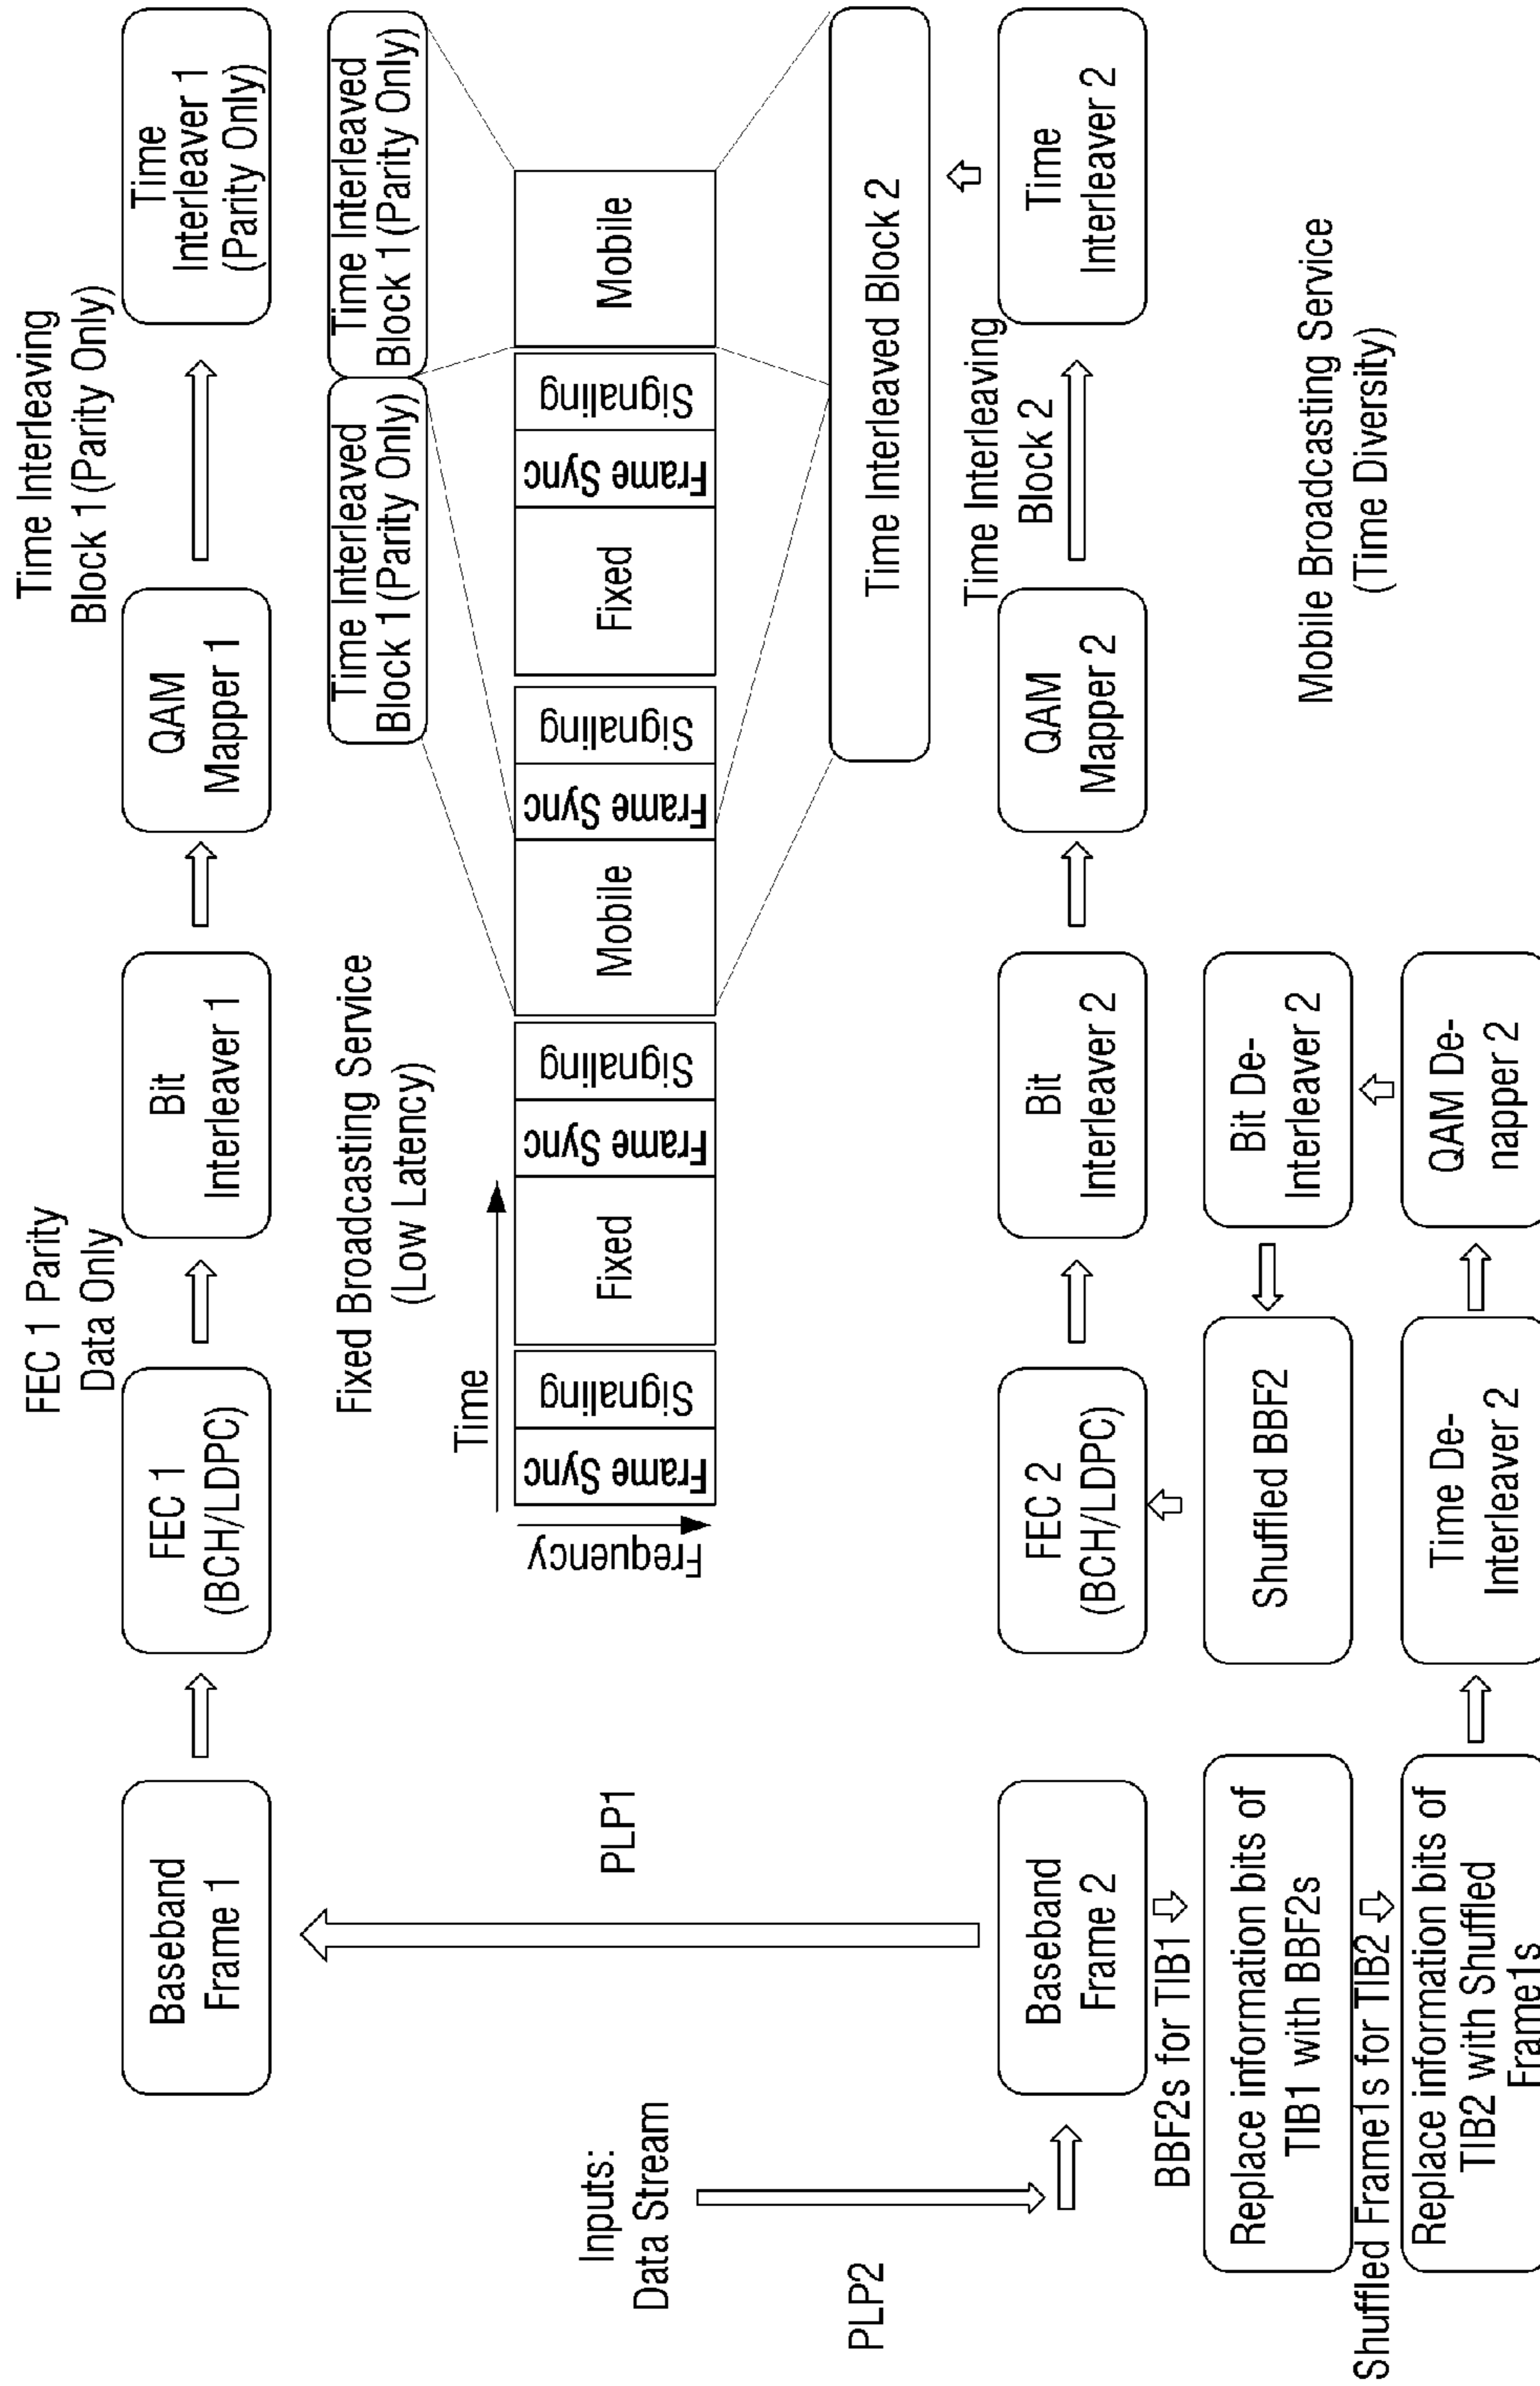 Time Interleaving
Block 1(Parity Only)
FEC 1 Parity
Data Only
Baseband
Frame 1
FEC 1
(BCH/LDPC)
Bit
Interleaver 1
QAM
Mapper 1
Time
Interleaver 1
(Parity Only)
Fixed Broadcasting Service
(Low Latency)
Time Interleaved
Block 1(Parity Only)
Time Interleaved
Block 1(Parity Only)
Time
Frequency
Frame Sync
Signaling
Fixed
Frame Sync
Signaling
Mobile
Frame Sync
Signaling
Fixed
Frame Sync
Signaling
Mobile
PLP1
Inputs:
Data Stream
PLP2
Time Interleaved Block 2
Time Interleaving
Block 2
Baseband
Frame 2
FEC 2
(BCH/LDPC)
Bit
Interleaver 2
QAM
Mapper 2
Time
Interleaver 2
BBF2s for TIB1
Replace information bits of
TIB1 with BBF2s
Shuffled BBF2
Bit De-
Interleaver 2
Mobile Broadcasting Service
(Time Diversity)
Shuffled Frame1s for TIB2
Replace information bits of
TIB2 with Shuffled
Frame1s
Time De-
Interleaver 2
QAM De-
napper 2